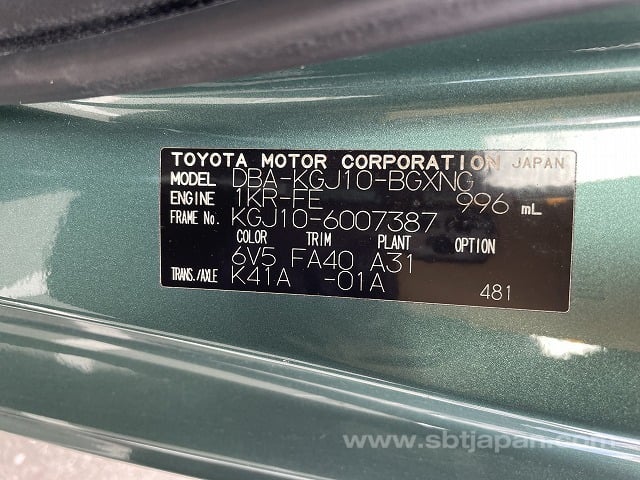 TOYOTA MOTOR CORPORATION JAPAN
MODEL DBA-KGJ10-BGXNG
ENGINE 1KR-FE 996 mL
FRAME No. KGJ10-6007387
COLOR TRIM PLANT OPTION
6V5 FA40 A31
TRANS./AXLE K41A -01A 481
www.sbtjapan.com